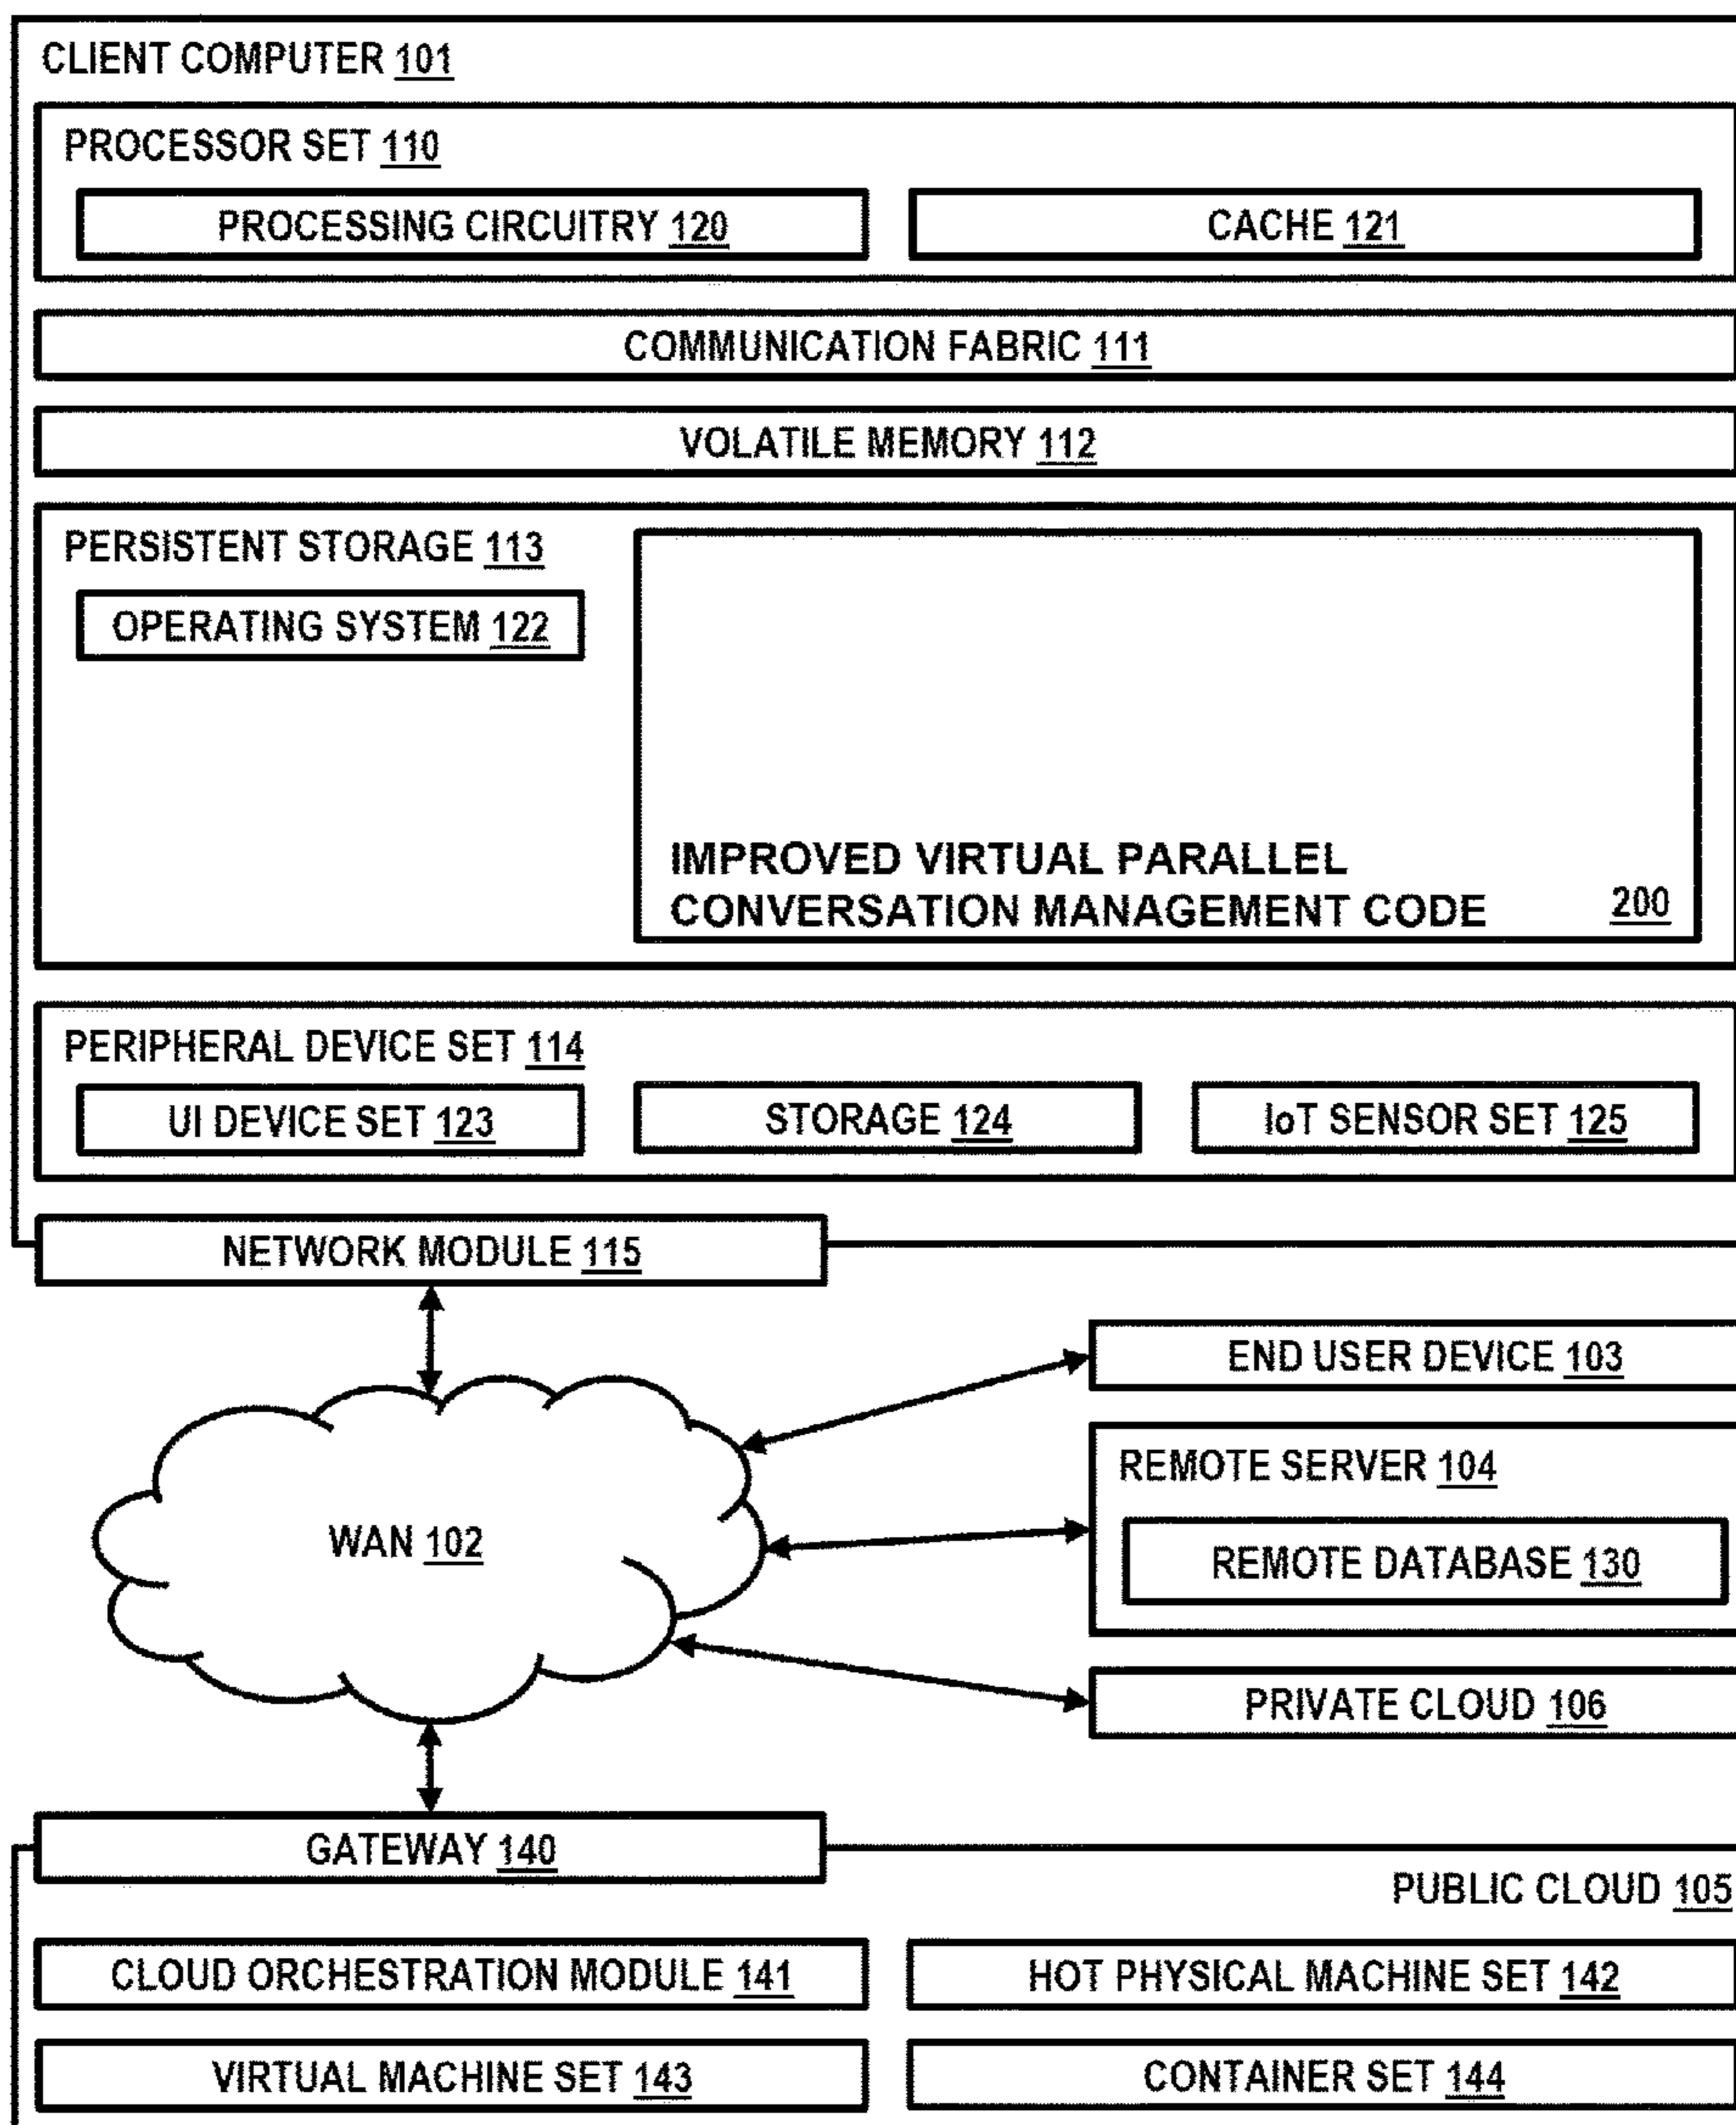 CLIENT COMPUTER 101
PROCESSOR SET 110
PROCESSING CIRCUITRY 120
CACHE 121
COMMUNICATION FABRIC 111
VOLATILE MEMORY 112
PERSISTENT STORAGE 113
OPERATING SYSTEM 122
IMPROVED VIRTUAL PARALLEL
CONVERSATION MANAGEMENT CODE 200
PERIPHERAL DEVICE SET 114
UI DEVICE SET 123
STORAGE 124
IoT SENSOR SET 125
NETWORK MODULE 115
END USER DEVICE 103
REMOTE SERVER 104
WAN 102
REMOTE DATABASE 130
PRIVATE CLOUD 106
GATEWAY 140
PUBLIC CLOUD 105
CLOUD ORCHESTRATION MODULE 141
HOT PHYSICAL MACHINE SET 142
VIRTUAL MACHINE SET 143
CONTAINER SET 144